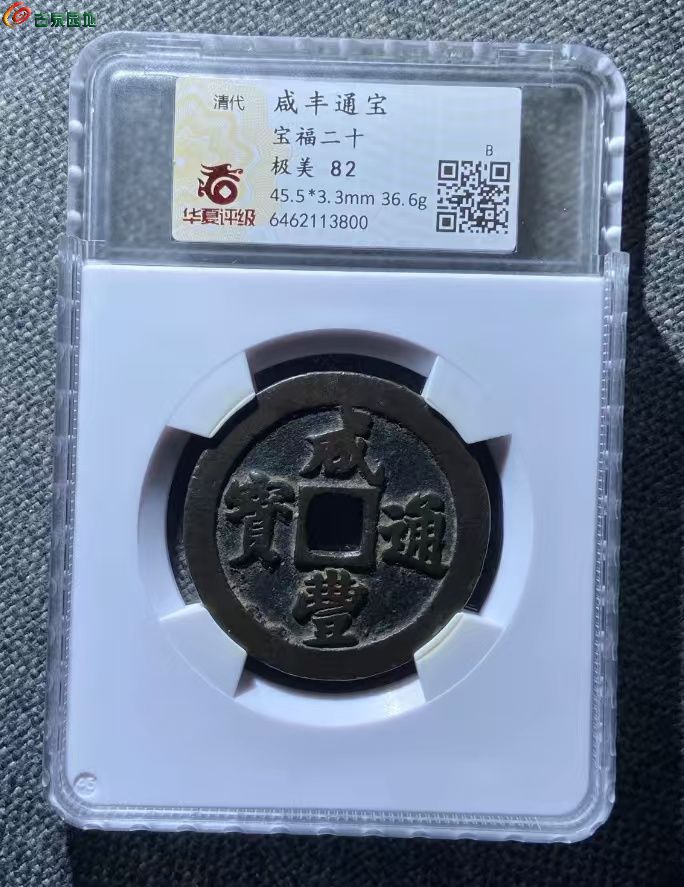 古泉园地
清代 咸丰通宝
宝福二十
极美 82
B
45.5*3.3mm 36.6g
华夏评级 6462113800
咸
寶 通
豐